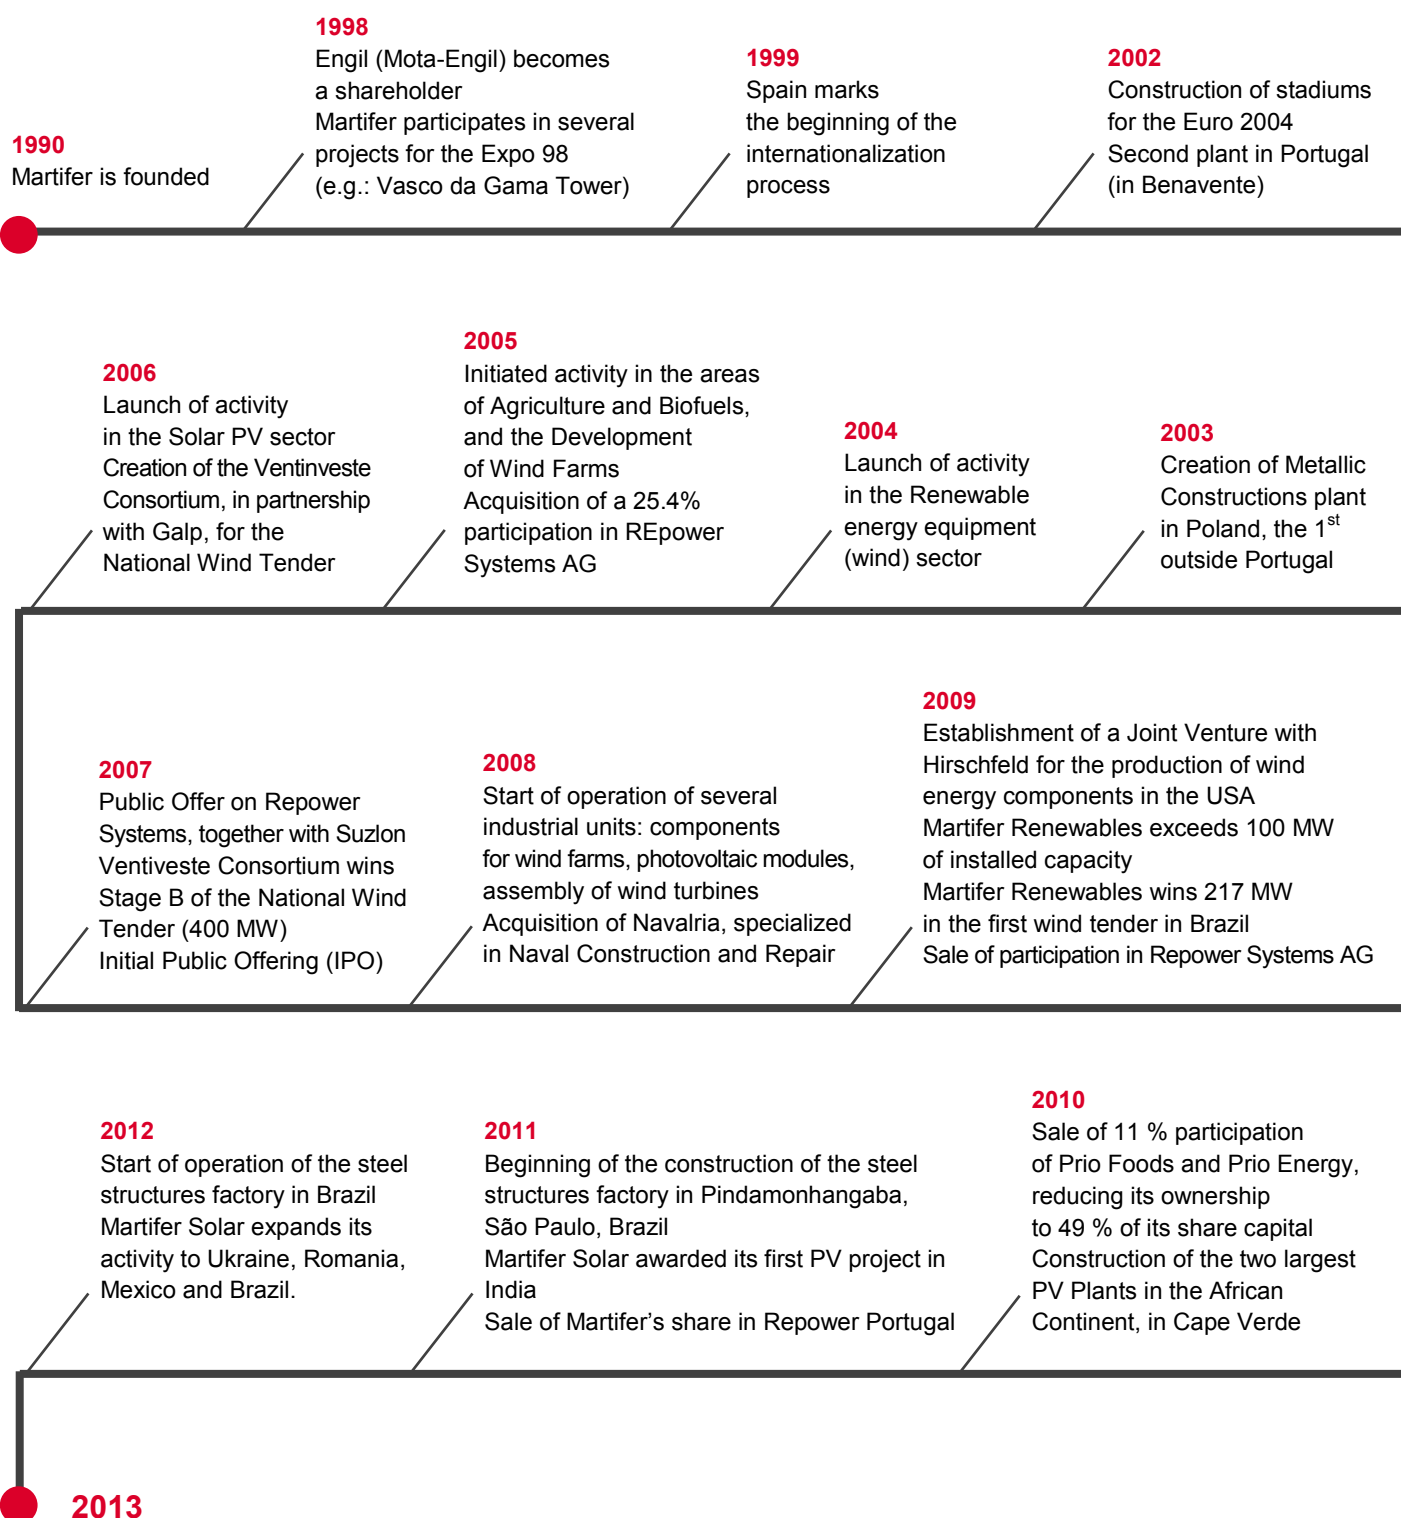 1990
Martifer is founded
1998
Engil (Mota-Engil) becomes
a shareholder
Martifer participates in several
projects for the Expo 98
(e.g.: Vasco da Gama Tower)
1999
Spain marks
the beginning of the
internationalization
process
2002
Construction of stadiums
for the Euro 2004
Second plant in Portugal
(in Benavente)
2003
Creation of Metallic
Constructions plant
in Poland, the 1st
outside Portugal
2004
Launch of activity
in the Renewable
energy equipment
(wind) sector
2005
Initiated activity in the areas
of Agriculture and Biofuels,
and the Development
of Wind Farms
Acquisition of a 25.4%
participation in REpower
Systems AG
2006
Launch of activity
in the Solar PV sector
Creation of the Ventinveste
Consortium, in partnership
with Galp, for the
National Wind Tender
2007
Public Offer on Repower
Systems, together with Suzlon
Ventiveste Consortium wins
Stage B of the National Wind
Tender (400 MW)
Initial Public Offering (IPO)
2008
Start of operation of several
industrial units: components
for wind farms, photovoltaic modules,
assembly of wind turbines
Acquisition of Navalria, specialized
in Naval Construction and Repair
2009
Establishment of a Joint Venture with
Hirschfeld for the production of wind
energy components in the USA
Martifer Renewables exceeds 100 MW
of installed capacity
Martifer Renewables wins 217 MW
in the first wind tender in Brazil
Sale of participation in Repower Systems AG
2010
Sale of 11 % participation
of Prio Foods and Prio Energy,
reducing its ownership
to 49 % of its share capital
Construction of the two largest
PV Plants in the African
Continent, in Cape Verde
2011
Beginning of the construction of the steel
structures factory in Pindamonhangaba,
São Paulo, Brazil
Martifer Solar awarded its first PV project in
India
Sale of Martifer’s share in Repower Portugal
2012
Start of operation of the steel
structures factory in Brazil
Martifer Solar expands its
activity to Ukraine, Romania,
Mexico and Brazil.
2013